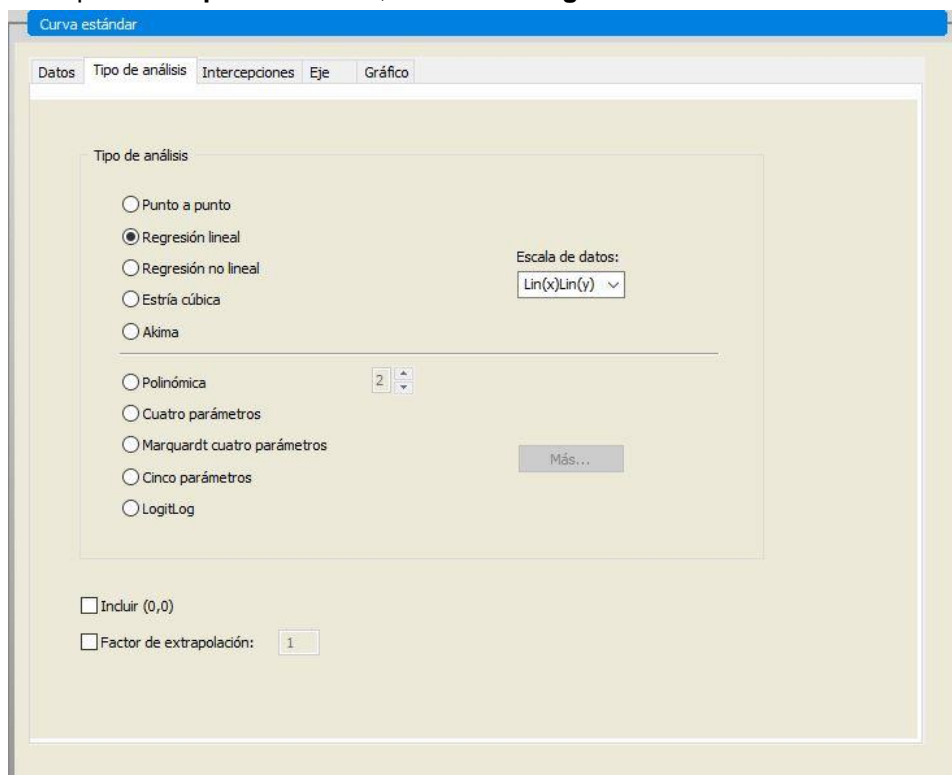 Curva estándar
Datos Tipo de análisis Intercepciones Eje Gráfico
Tipo de análisis
Punto a punto
Regresión lineal
Regresión no lineal
Estría cúbica
Akima
Escala de datos:
Lin(x)Lin(y)
Polinómica 2
Cuatro parámetros
Marquardt cuatro parámetros
Cinco parámetros
LogitLog
Más...
Incluir (0,0)
Factor de extrapolación: 1